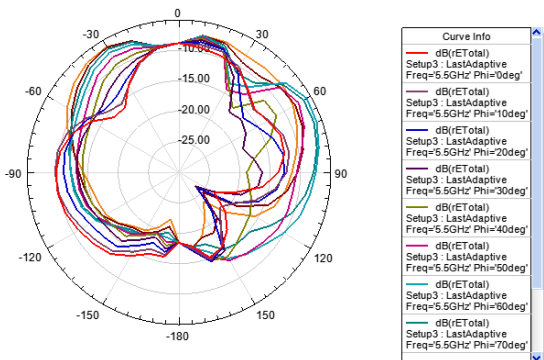 0
-30
30
-10.00
-15.00
-60
60
-20.00
-25.00
-90
90
-120
120
-150
150
-180
Curve Info
dB(rETotal)
Setup3 : LastAdaptive
Freq='5.5GHz' Phi='0deg'
dB(rETotal)
Setup3 : LastAdaptive
Freq='5.5GHz' Phi='10deg'
dB(rETotal)
Setup3 : LastAdaptive
Freq='5.5GHz' Phi='20deg'
dB(rETotal)
Setup3 : LastAdaptive
Freq='5.5GHz' Phi='30deg'
dB(rETotal)
Setup3 : LastAdaptive
Freq='5.5GHz' Phi='40deg'
dB(rETotal)
Setup3 : LastAdaptive
Freq='5.5GHz' Phi='50deg'
dB(rETotal)
Setup3 : LastAdaptive
Freq='5.5GHz' Phi='60deg'
dB(rETotal)
Setup3 : LastAdaptive
Freq='5.5GHz' Phi='70deg'